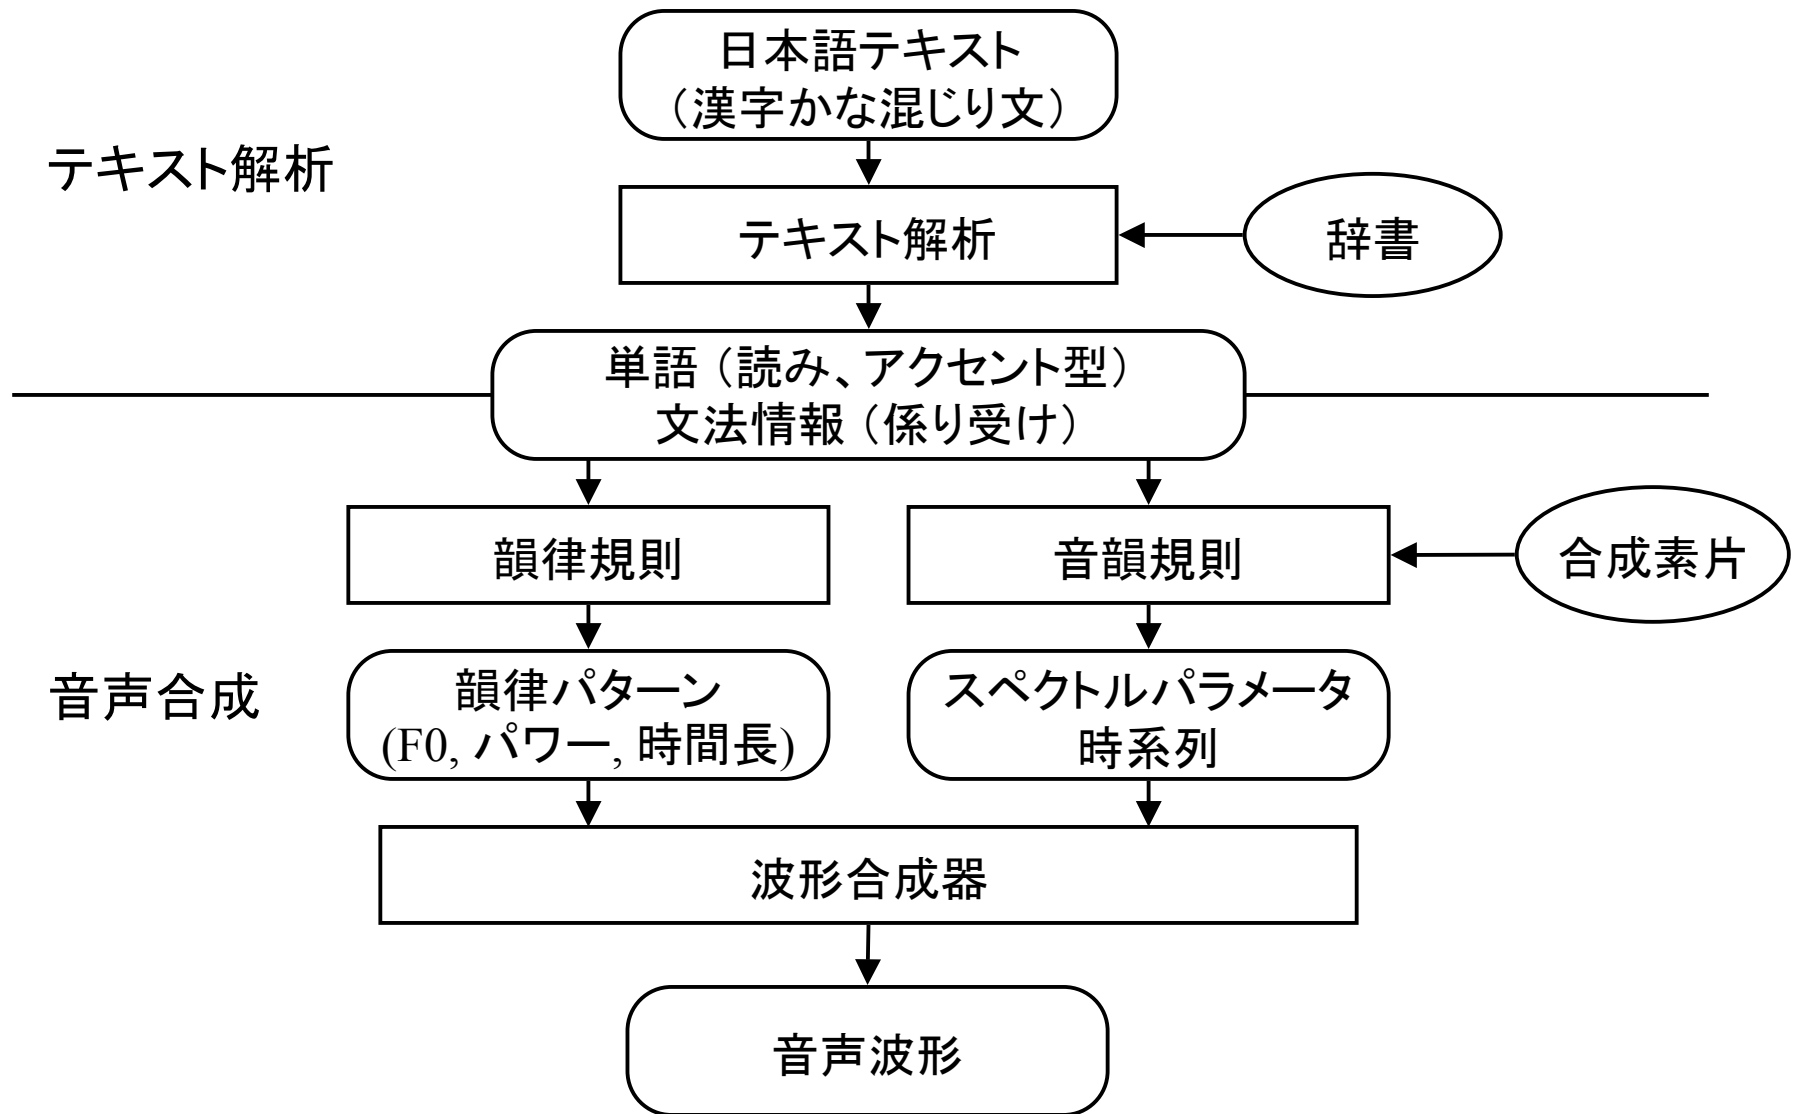 日本語テキスト
（漢字かな混じり文）
テキスト解析
テキスト解析
辞書
単語（読み、アクセント型）
文法情報（係り受け）
韻律規則
音韻規則
合成素片
音声合成
韻律パターン
(F0, パワー, 時間長)
スペクトルパラメータ
時系列
波形合成器
音声波形